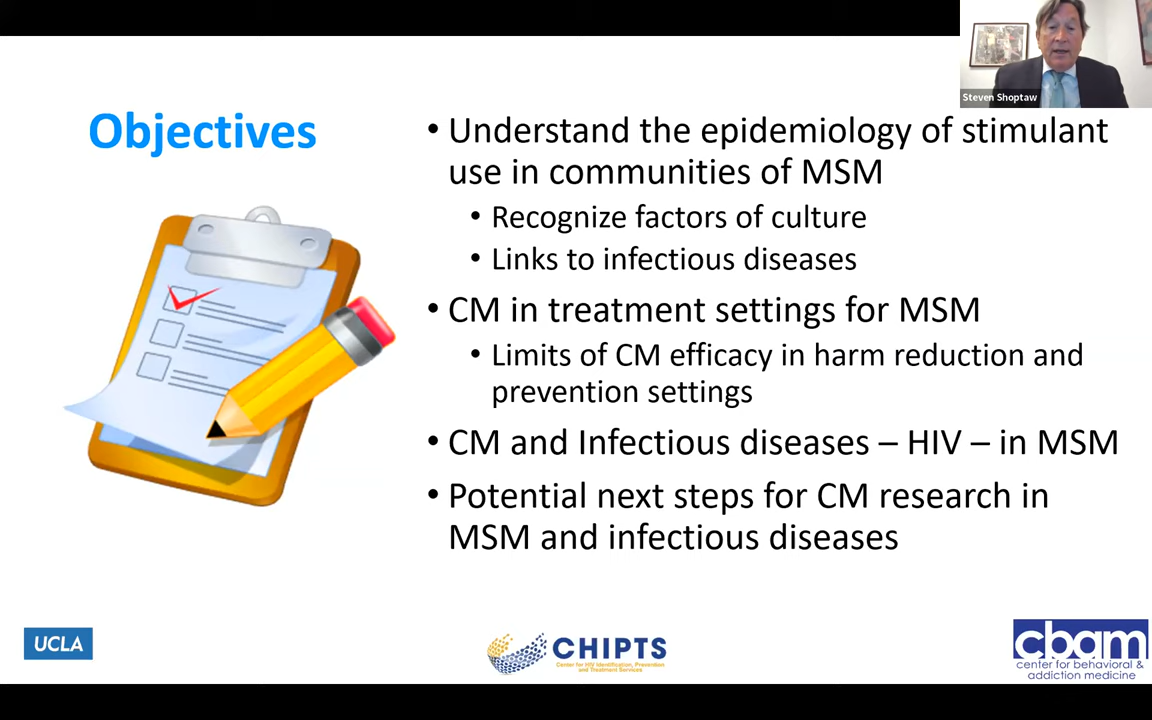 Steven Shoptaw
Objectives
• Understand the epidemiology of stimulant
use in communities of MSM
• Recognize factors of culture
• Links to infectious diseases
• CM in treatment settings for MSM
• Limits of CM efficacy in harm reduction and
prevention settings
• CM and Infectious diseases – HIV – in MSM
• Potential next steps for CM research in
MSM and infectious diseases
UCLA
CHIPTS
Center for HIV Identification, Prevention
and Treatment Services
cbam
center for behavioral &
addiction medicine